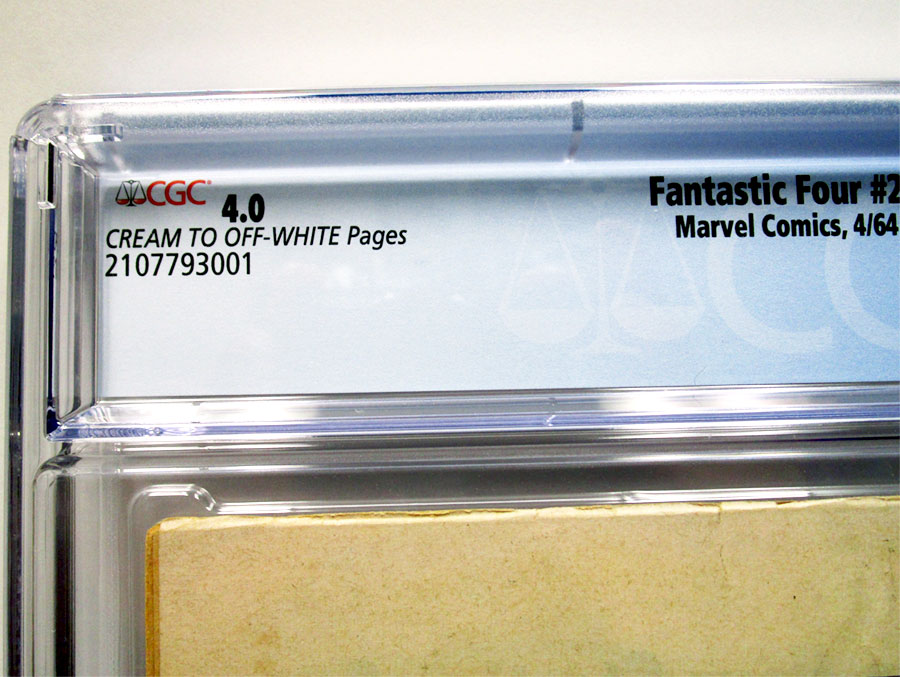 CGC 4.0
CREAM TO OFF-WHITE Pages
2107793001
Fantastic Four #2
Marvel Comics, 4/64